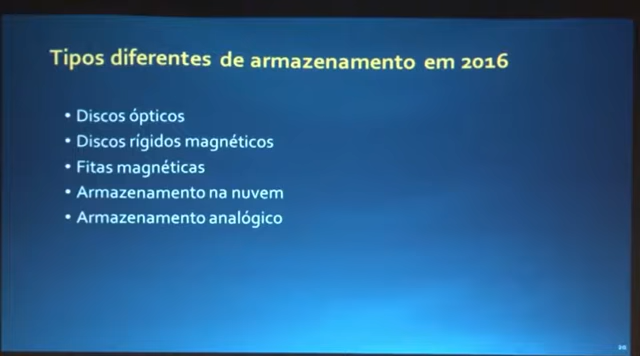 Tipos diferentes de armazenamento em 2016
• Discos ópticos
• Discos rígidos magnéticos
• Fitas magnéticas
• Armazenamento na nuvem
• Armazenamento analógico